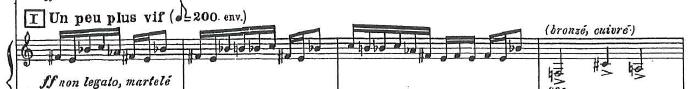 I Un peu plus vif (♪=200 env.)
(bronzé, cuivré)
ff non legato, martelé